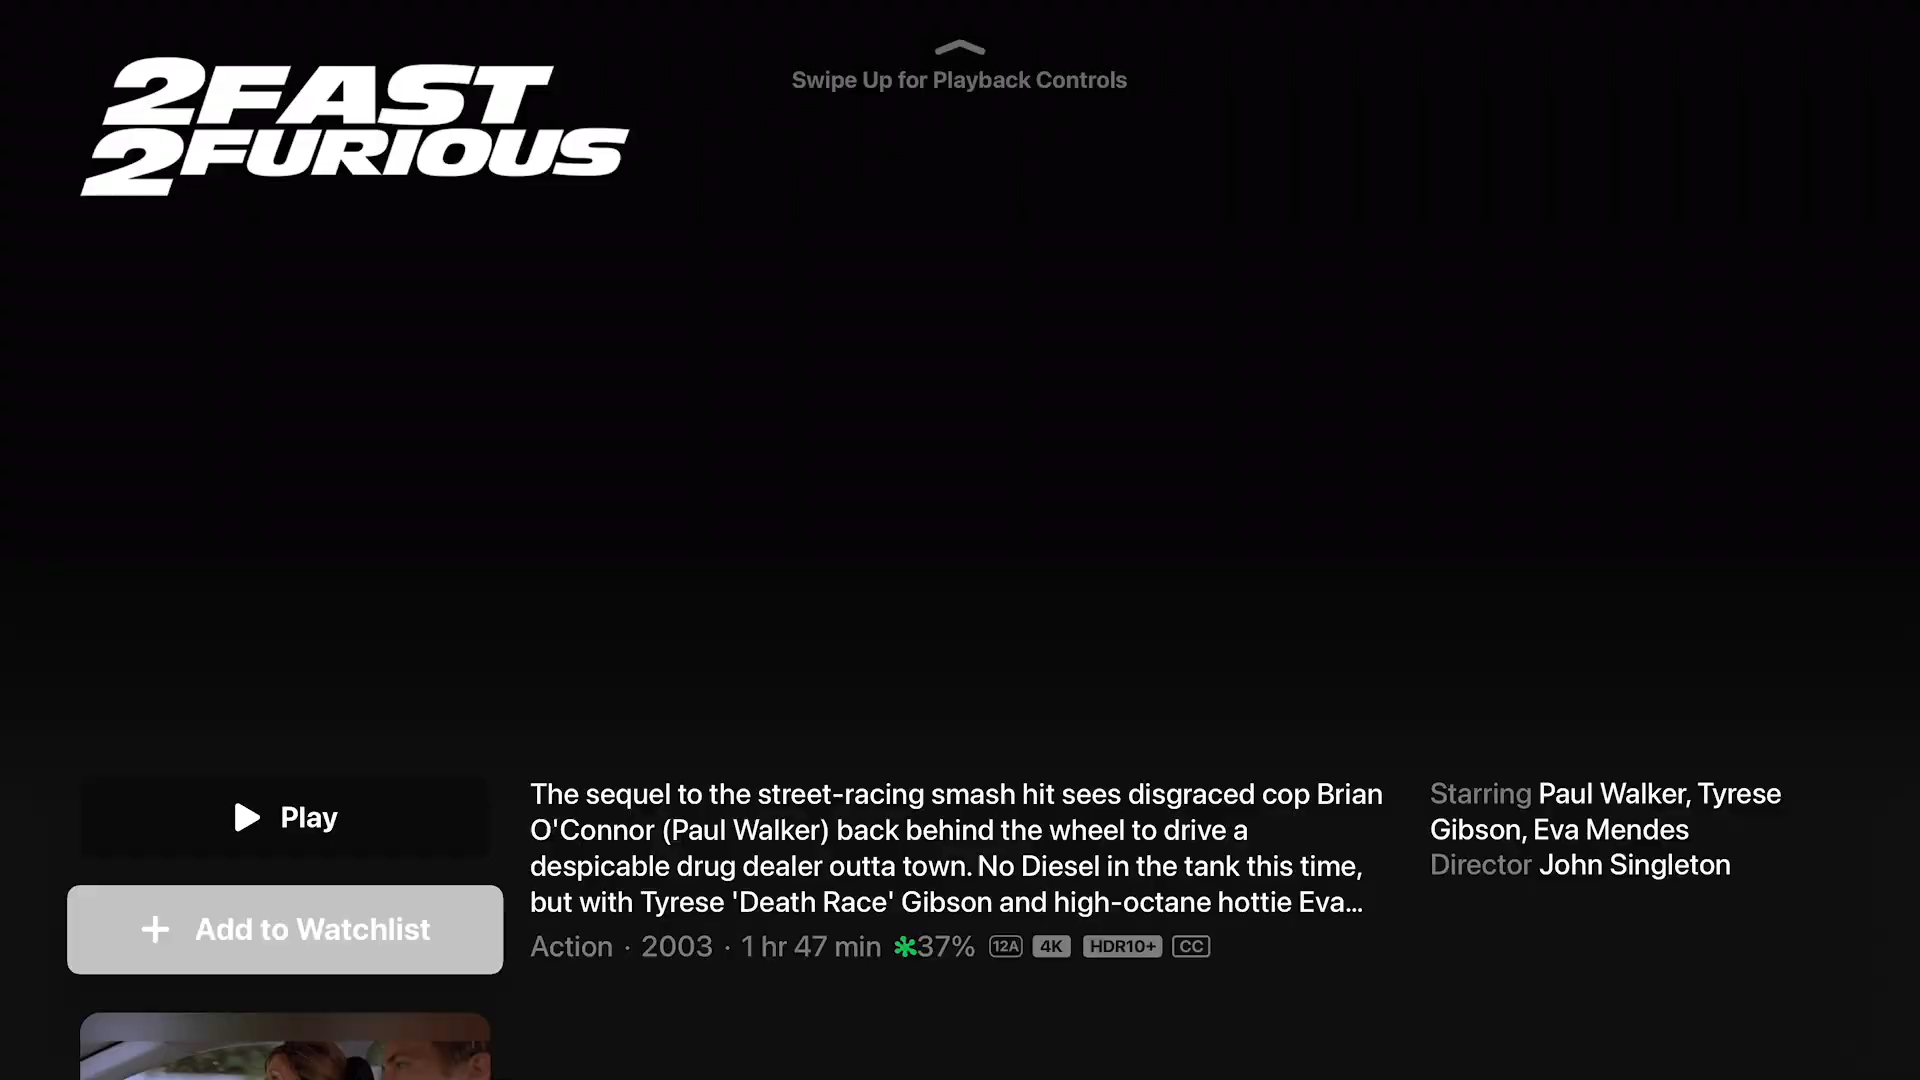 2FAST
2FURIOUS
Swipe Up for Playback Controls
Play
Add to Watchlist
The sequel to the street-racing smash hit sees disgraced cop Brian
O'Connor (Paul Walker) back behind the wheel to drive a
despicable drug dealer outta town. No Diesel in the tank this time,
but with Tyrese 'Death Race' Gibson and high-octane hottie Eva...
Action · 2003 · 1 hr 47 min 37% 12A 4K HDR10+ CC
Starring Paul Walker, Tyrese
Gibson, Eva Mendes
Director John Singleton